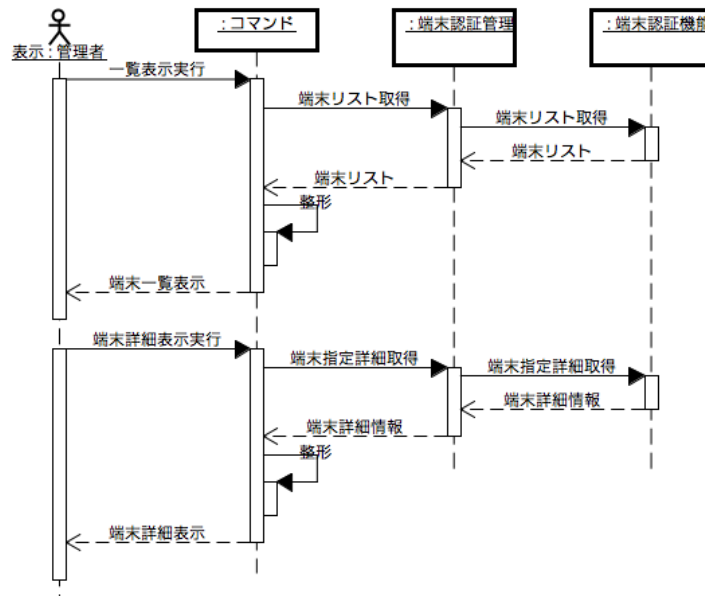 : コマンド
: 端末認証管理
: 端末認証機能
表示 : 管理者
一覧表示実行
端末リスト取得
端末リスト取得
端末リスト
端末リスト
整形
端末一覧表示
端末詳細表示実行
端末指定詳細取得
端末指定詳細取得
端末詳細情報
端末詳細情報
整形
端末詳細表示